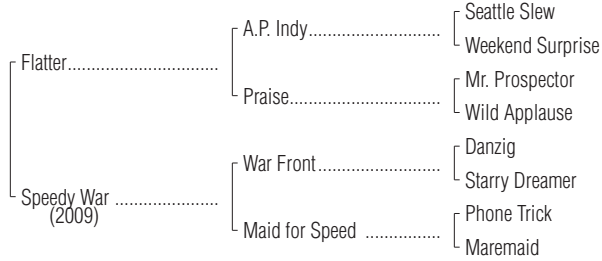 Seattle Slew
A.P. Indy..................................
Weekend Surprise
Flatter.......................................
Mr. Prospector
Praise.......................................
Wild Applause
Danzig
War Front................................
Starry Dreamer
Speedy War ...........................
(2009)
Phone Trick
Maid for Speed ...................
Maremaid